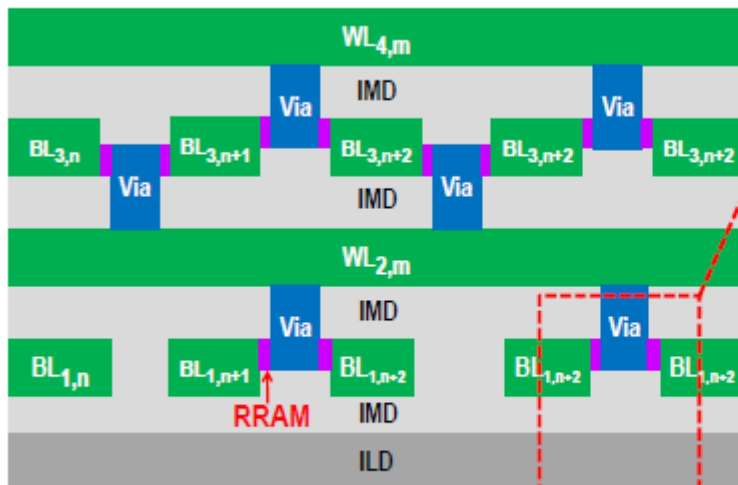 WL4,m
Via IMD Via
BL3,n BL3,n+1 BL3,n+2 BL3,n+2 BL3,n+2
Via IMD Via
WL2,m
Via IMD Via
BL1,n BL1,n+1 BL1,n+2 BL1,n+2 BL1,n+2
RRAM IMD
ILD